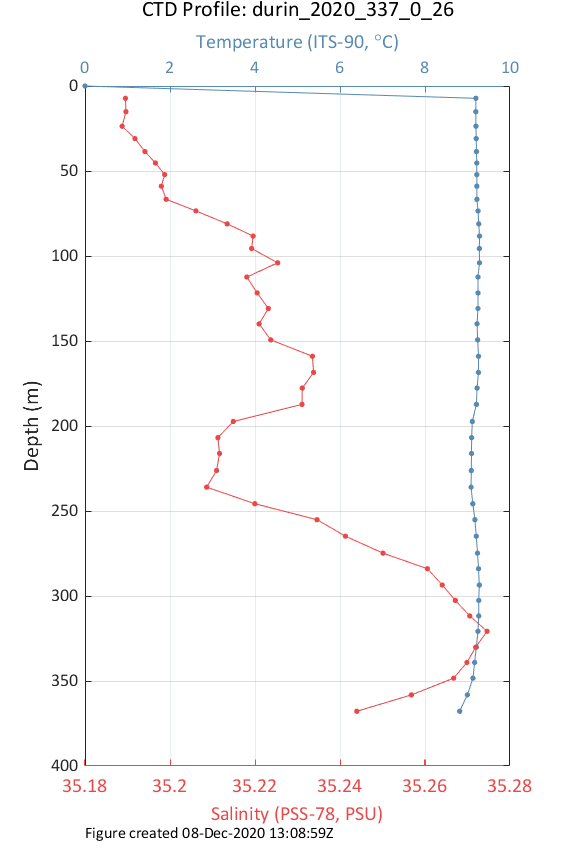 CTD Profile: durin_2020_337_0_26
Temperature (ITS-90, °C)
0 2 4 6 8 10
0
50
100
150
200
250
300
350
400
Depth (m)
35.18 35.2 35.22 35.24 35.26 35.28
Salinity (PSS-78, PSU)
Figure created 08-Dec-2020 13:08:59Z